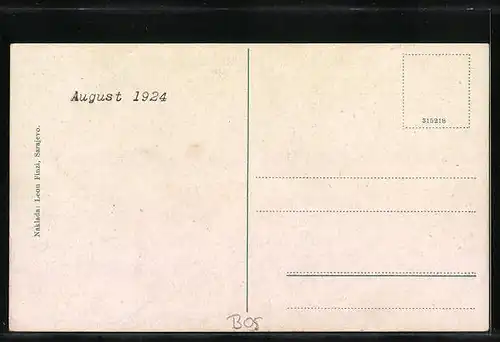 August 1924
315218
Naklada: Leon Finzi, Sarajevo.
BOS